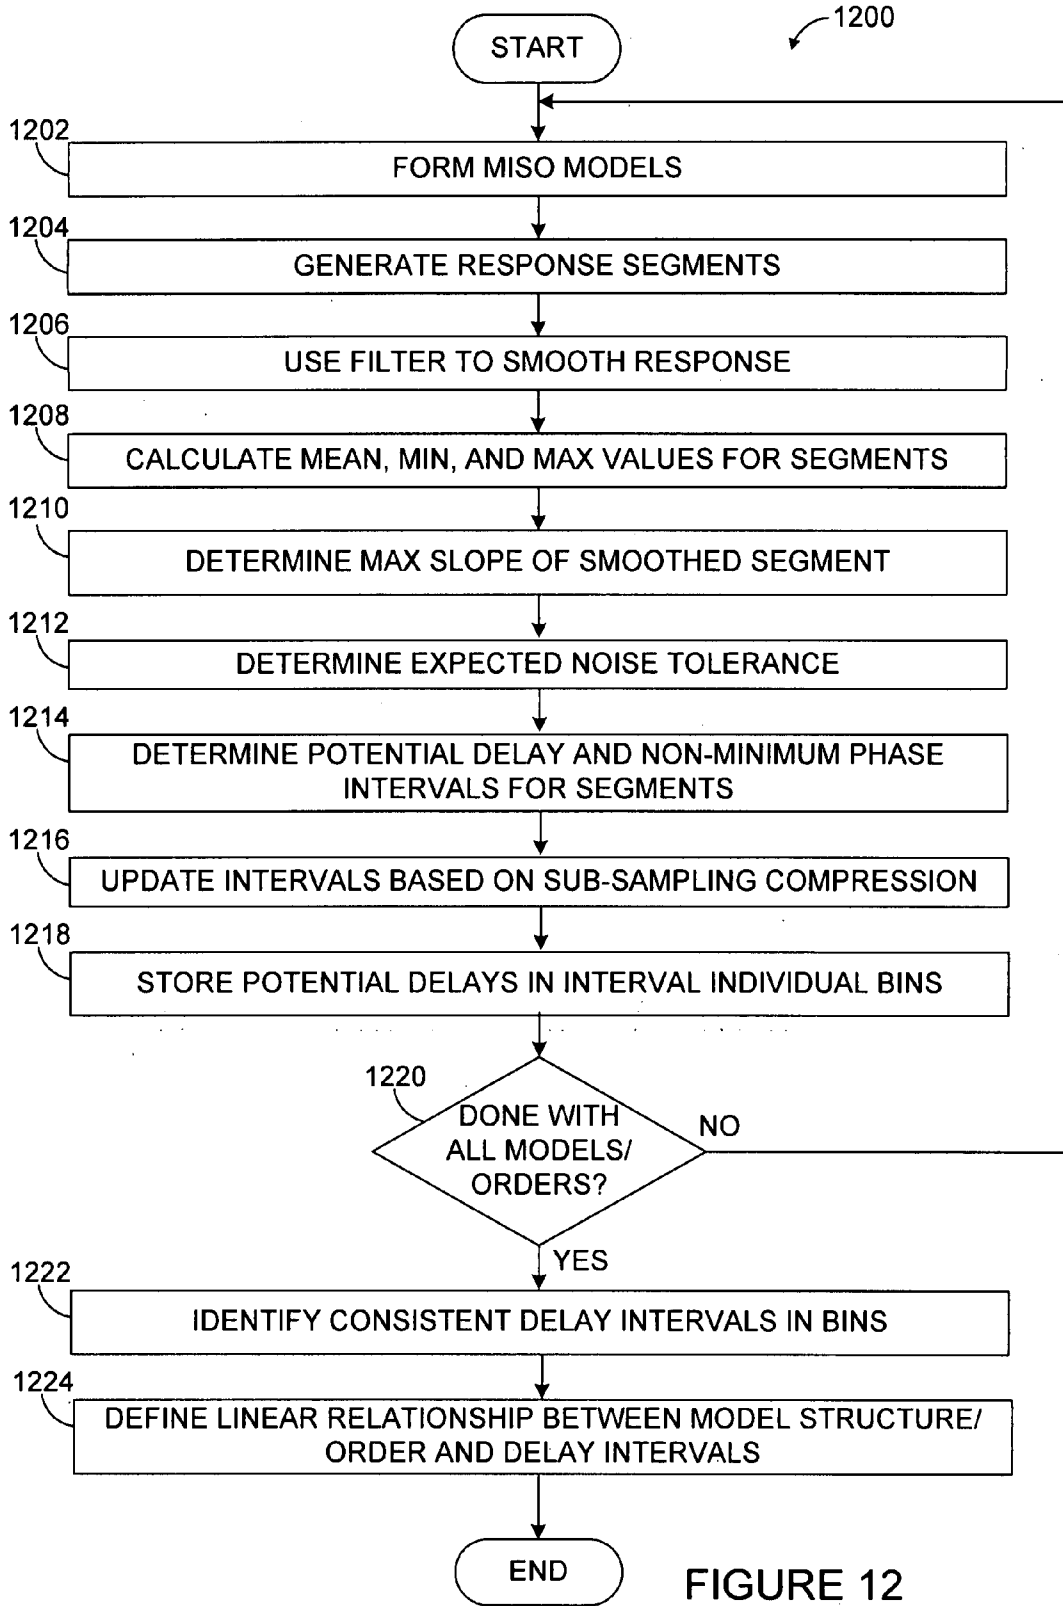 START
1200
1202
FORM MISO MODELS
1204
GENERATE RESPONSE SEGMENTS
1206
USE FILTER TO SMOOTH RESPONSE
1208
CALCULATE MEAN, MIN, AND MAX VALUES FOR SEGMENTS
1210
DETERMINE MAX SLOPE OF SMOOTHED SEGMENT
1212
DETERMINE EXPECTED NOISE TOLERANCE
1214
DETERMINE POTENTIAL DELAY AND NON-MINIMUM PHASE
INTERVALS FOR SEGMENTS
1216
UPDATE INTERVALS BASED ON SUB-SAMPLING COMPRESSION
1218
STORE POTENTIAL DELAYS IN INTERVAL INDIVIDUAL BINS
1220
DONE WITH
ALL MODELS/
ORDERS?
NO
YES
1222
IDENTIFY CONSISTENT DELAY INTERVALS IN BINS
1224
DEFINE LINEAR RELATIONSHIP BETWEEN MODEL STRUCTURE/
ORDER AND DELAY INTERVALS
END
FIGURE 12